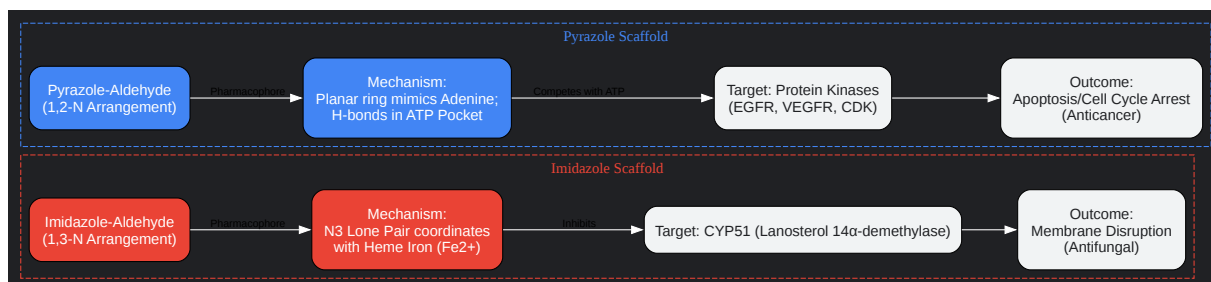 Pyrazole Scaffold
Pyrazole-Aldehyde
(1,2-N Arrangement)
Pharmacophore
Mechanism:
Planar ring mimics Adenine;
H-bonds in ATP Pocket
Competes with ATP
Target: Protein Kinases
(EGFR, VEGFR, CDK)
Outcome:
Apoptosis/Cell Cycle Arrest
(Anticancer)
Imidazole Scaffold
Imidazole-Aldehyde
(1,3-N Arrangement)
Pharmacophore
Mechanism:
N3 Lone Pair coordinates
with Heme Iron (Fe2+)
Inhibits
Target: CYP51 (Lanosterol 14α-demethylase)
Outcome:
Membrane Disruption
(Antifungal)